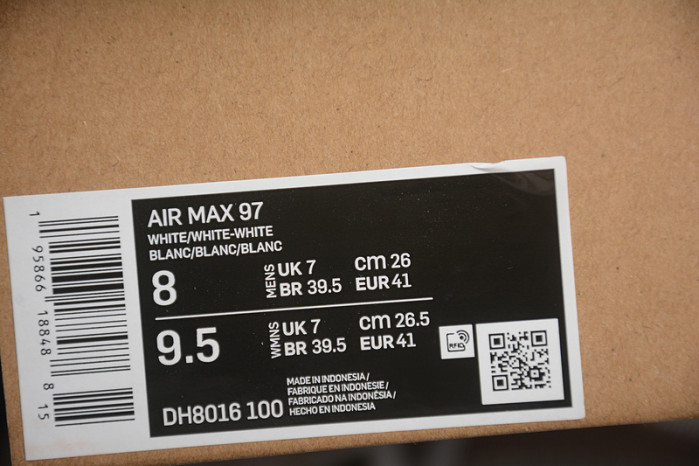 AIR MAX 97
WHITE/WHITE-WHITE
BLANC/BLANC/BLANC
8 MENS UK 7 cm 26
BR 39.5 EUR 41
9.5 WMNS UK 7 cm 26.5
BR 39.5 EUR 41
RFID
DH8016 100
MADE IN INDONESIA/
FABRIQUE EN INDONESIE/
FABRICADO NA INDONÉSIA/
HECHO EN INDONESIA
1 95866 18848 8 15